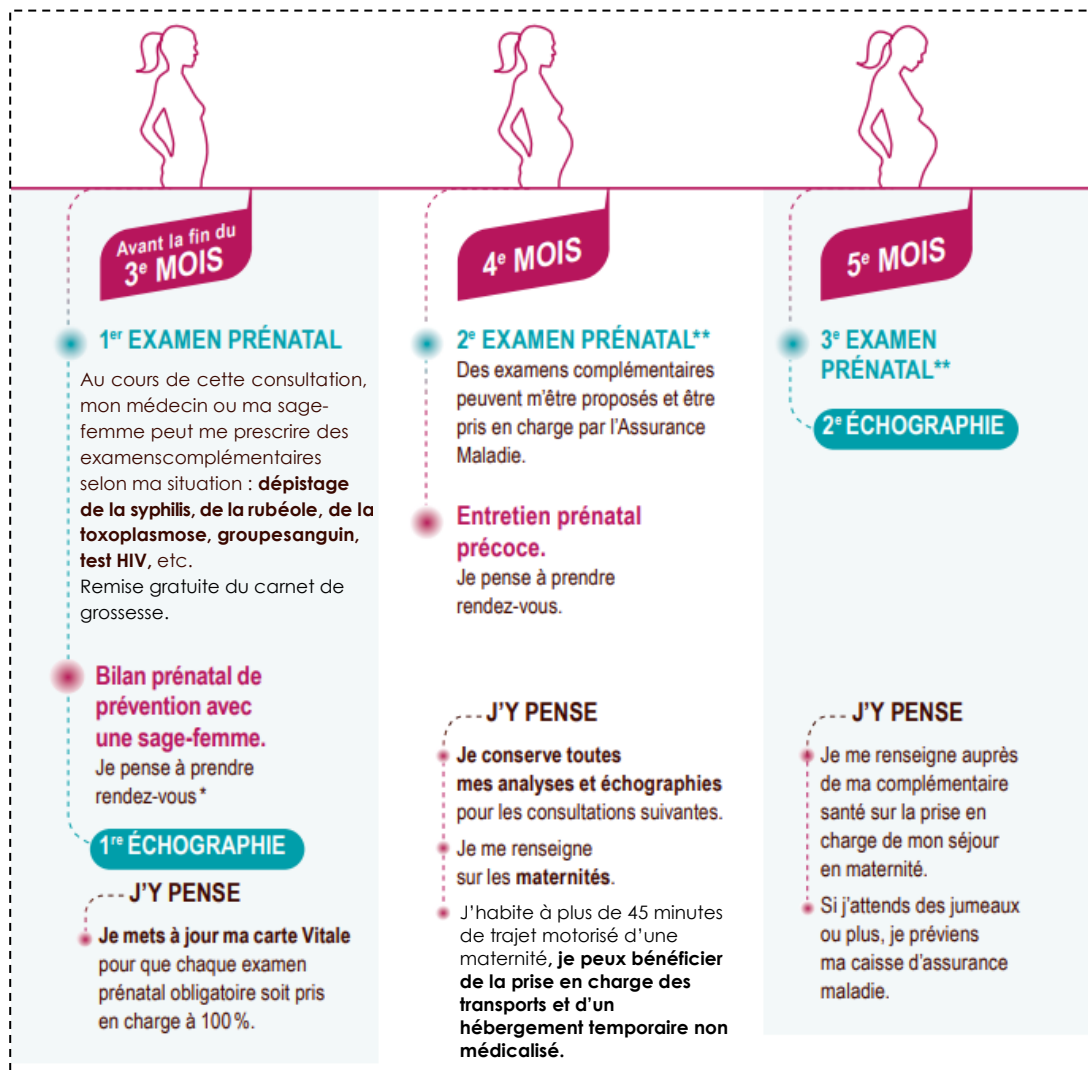 Avant la fin du
3e MOIS
1er EXAMEN PRÉNATAL
Au cours de cette consultation,
mon médecin ou ma sage-
femme peut me prescrire des
examenscomplémentaires
selon ma situation : dépistage
de la syphilis, de la rubéole, de la
toxoplasmose, groupesanguin,
test HIV, etc.
Remise gratuite du carnet de
grossesse.
Bilan prénatal de
prévention avec
une sage-femme.
Je pense à prendre
rendez-vous*
1re ÉCHOGRAPHIE
J'Y PENSE
Je mets à jour ma carte Vitale
pour que chaque examen
prénatal obligatoire soit pris
en charge à 100 %.
4e MOIS
2e EXAMEN PRÉNATAL**
Des examens complémentaires
peuvent m'être proposés et être
pris en charge par l'Assurance
Maladie.
Entretien prénatal
précoce.
Je pense à prendre
rendez-vous.
J'Y PENSE
Je conserve toutes
mes analyses et échographies
pour les consultations suivantes.
Je me renseigne
sur les maternités.
J'habite à plus de 45 minutes
de trajet motorisé d'une
maternité, je peux bénéficier
de la prise en charge des
transports et d'un
hébergement temporaire non
médicalisé.
5e MOIS
3e EXAMEN
PRÉNATAL**
2e ÉCHOGRAPHIE
J'Y PENSE
Je me renseigne auprès
de ma complémentaire
santé sur la prise en
charge de mon séjour
en maternité.
Si j'attends des jumeaux
ou plus, je préviens
ma caisse d'assurance
maladie.